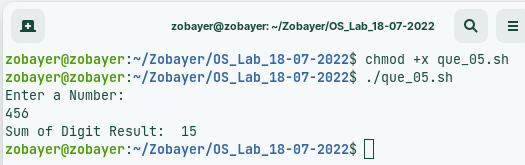 zobayer@zobayer: ~/Zobayer/OS_Lab_18-07-2022
zobayer@zobayer:~/Zobayer/OS_Lab_18-07-2022$ chmod +x que_05.sh
zobayer@zobayer:~/Zobayer/OS_Lab_18-07-2022$ ./que_05.sh
Enter a Number:
456
Sum of Digit Result:  15
zobayer@zobayer:~/Zobayer/OS_Lab_18-07-2022$